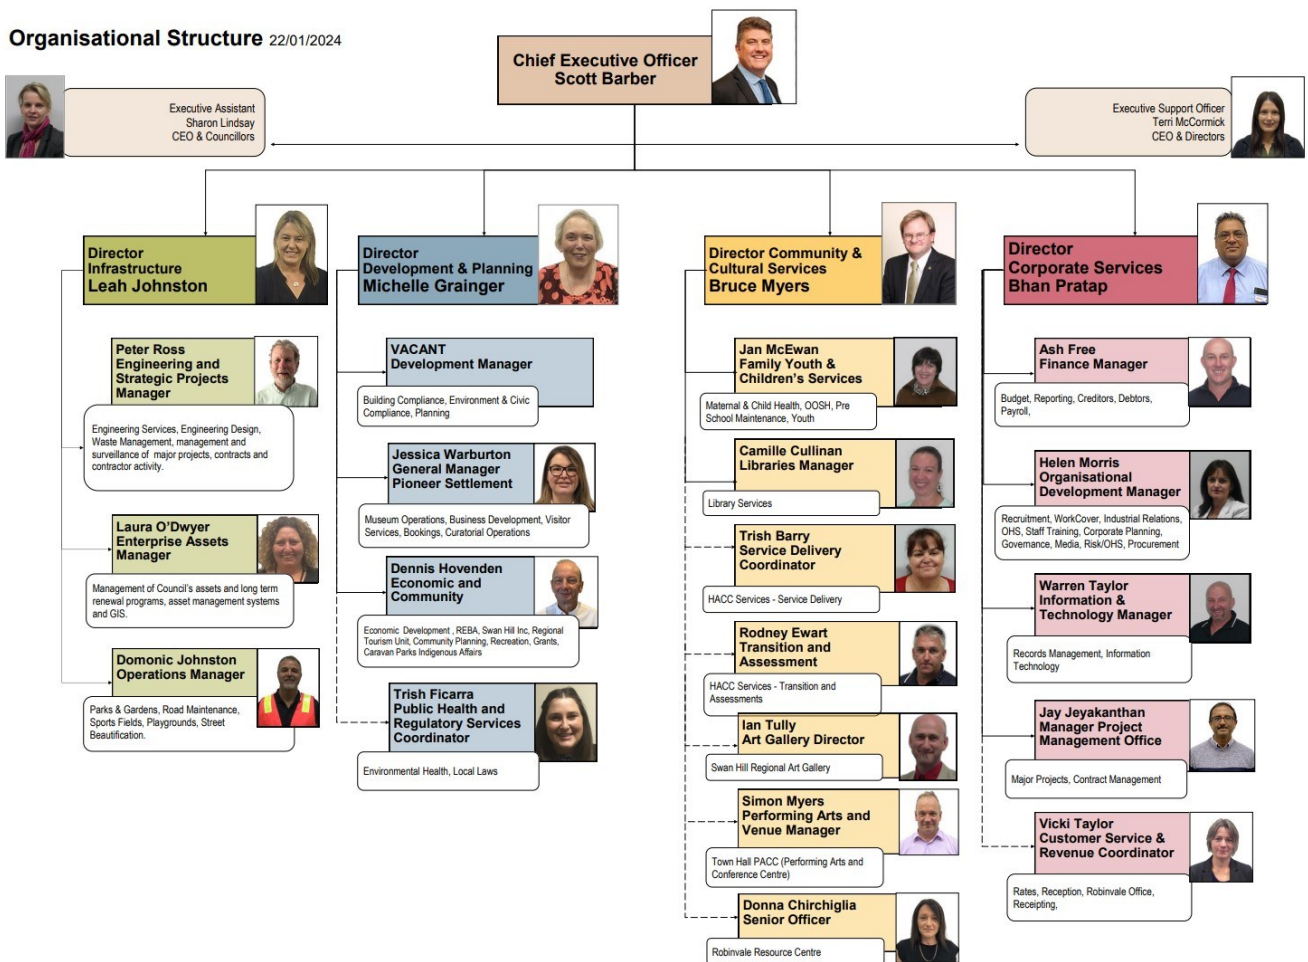 Organisational Structure 22/01/2024
Chief Executive Officer
Scott Barber
Executive Assistant
Sharon Lindsay
CEO & Councillors
Executive Support Officer
Terri McCormick
CEO & Directors
Director
Infrastructure
Leah Johnston
Peter Ross
Engineering and
Strategic Projects
Manager
Engineering Services, Engineering Design,
Waste Management, management and
surveillance of major projects, contracts and
contractor activity.
Laura O'Dwyer
Enterprise Assets
Manager
Management of Council's assets and long term
renewal programs, asset management systems
and GIS.
Domonic Johnston
Operations Manager
Parks & Gardens, Road Maintenance,
Sports Fields, Playgrounds, Street
Beautification.
Director
Development & Planning
Michelle Grainger
VACANT
Development Manager
Building Compliance, Environment & Civic
Compliance, Planning
Jessica Warburton
General Manager
Pioneer Settlement
Museum Operations, Business Development, Visitor
Services, Bookings, Curatorial Operations
Dennis Hovenden
Economic and
Community
Economic Development , REBA, Swan Hill Inc, Regional
Tourism Unit, Community Planning, Recreation, Grants,
Caravan Parks Indigenous Affairs
Trish Ficarra
Public Health and
Regulatory Services
Coordinator
Environmental Health, Local Laws
Director Community &
Cultural Services
Bruce Myers
Jan McEwan
Family Youth &
Children's Services
Maternal & Child Health, OOSH, Pre
School Maintenance, Youth
Camille Cullinan
Libraries Manager
Library Services
Trish Barry
Service Delivery
Coordinator
HACC Services - Service Delivery
Rodney Ewart
Transition and
Assessment
HACC Services - Transition and
Assessments
Ian Tully
Art Gallery Director
Swan Hill Regional Art Gallery
Simon Myers
Performing Arts and
Venue Manager
Town Hall PACC (Performing Arts and
Conference Centre)
Donna Chirchiglia
Senior Officer
Robinvale Resource Centre
Director
Corporate Services
Bhan Pratap
Ash Free
Finance Manager
Budget, Reporting, Creditors, Debtors,
Payroll,
Helen Morris
Organisational
Development Manager
Recruitment, WorkCover, Industrial Relations,
OHS, Staff Training, Corporate Planning,
Governance, Media, Risk/OHS, Procurement
Warren Taylor
Information &
Technology Manager
Records Management, Information
Technology
Jay Jeyakanthan
Manager Project
Management Office
Major Projects, Contract Management
Vicki Taylor
Customer Service &
Revenue Coordinator
Rates, Reception, Robinvale Office,
Receipting,